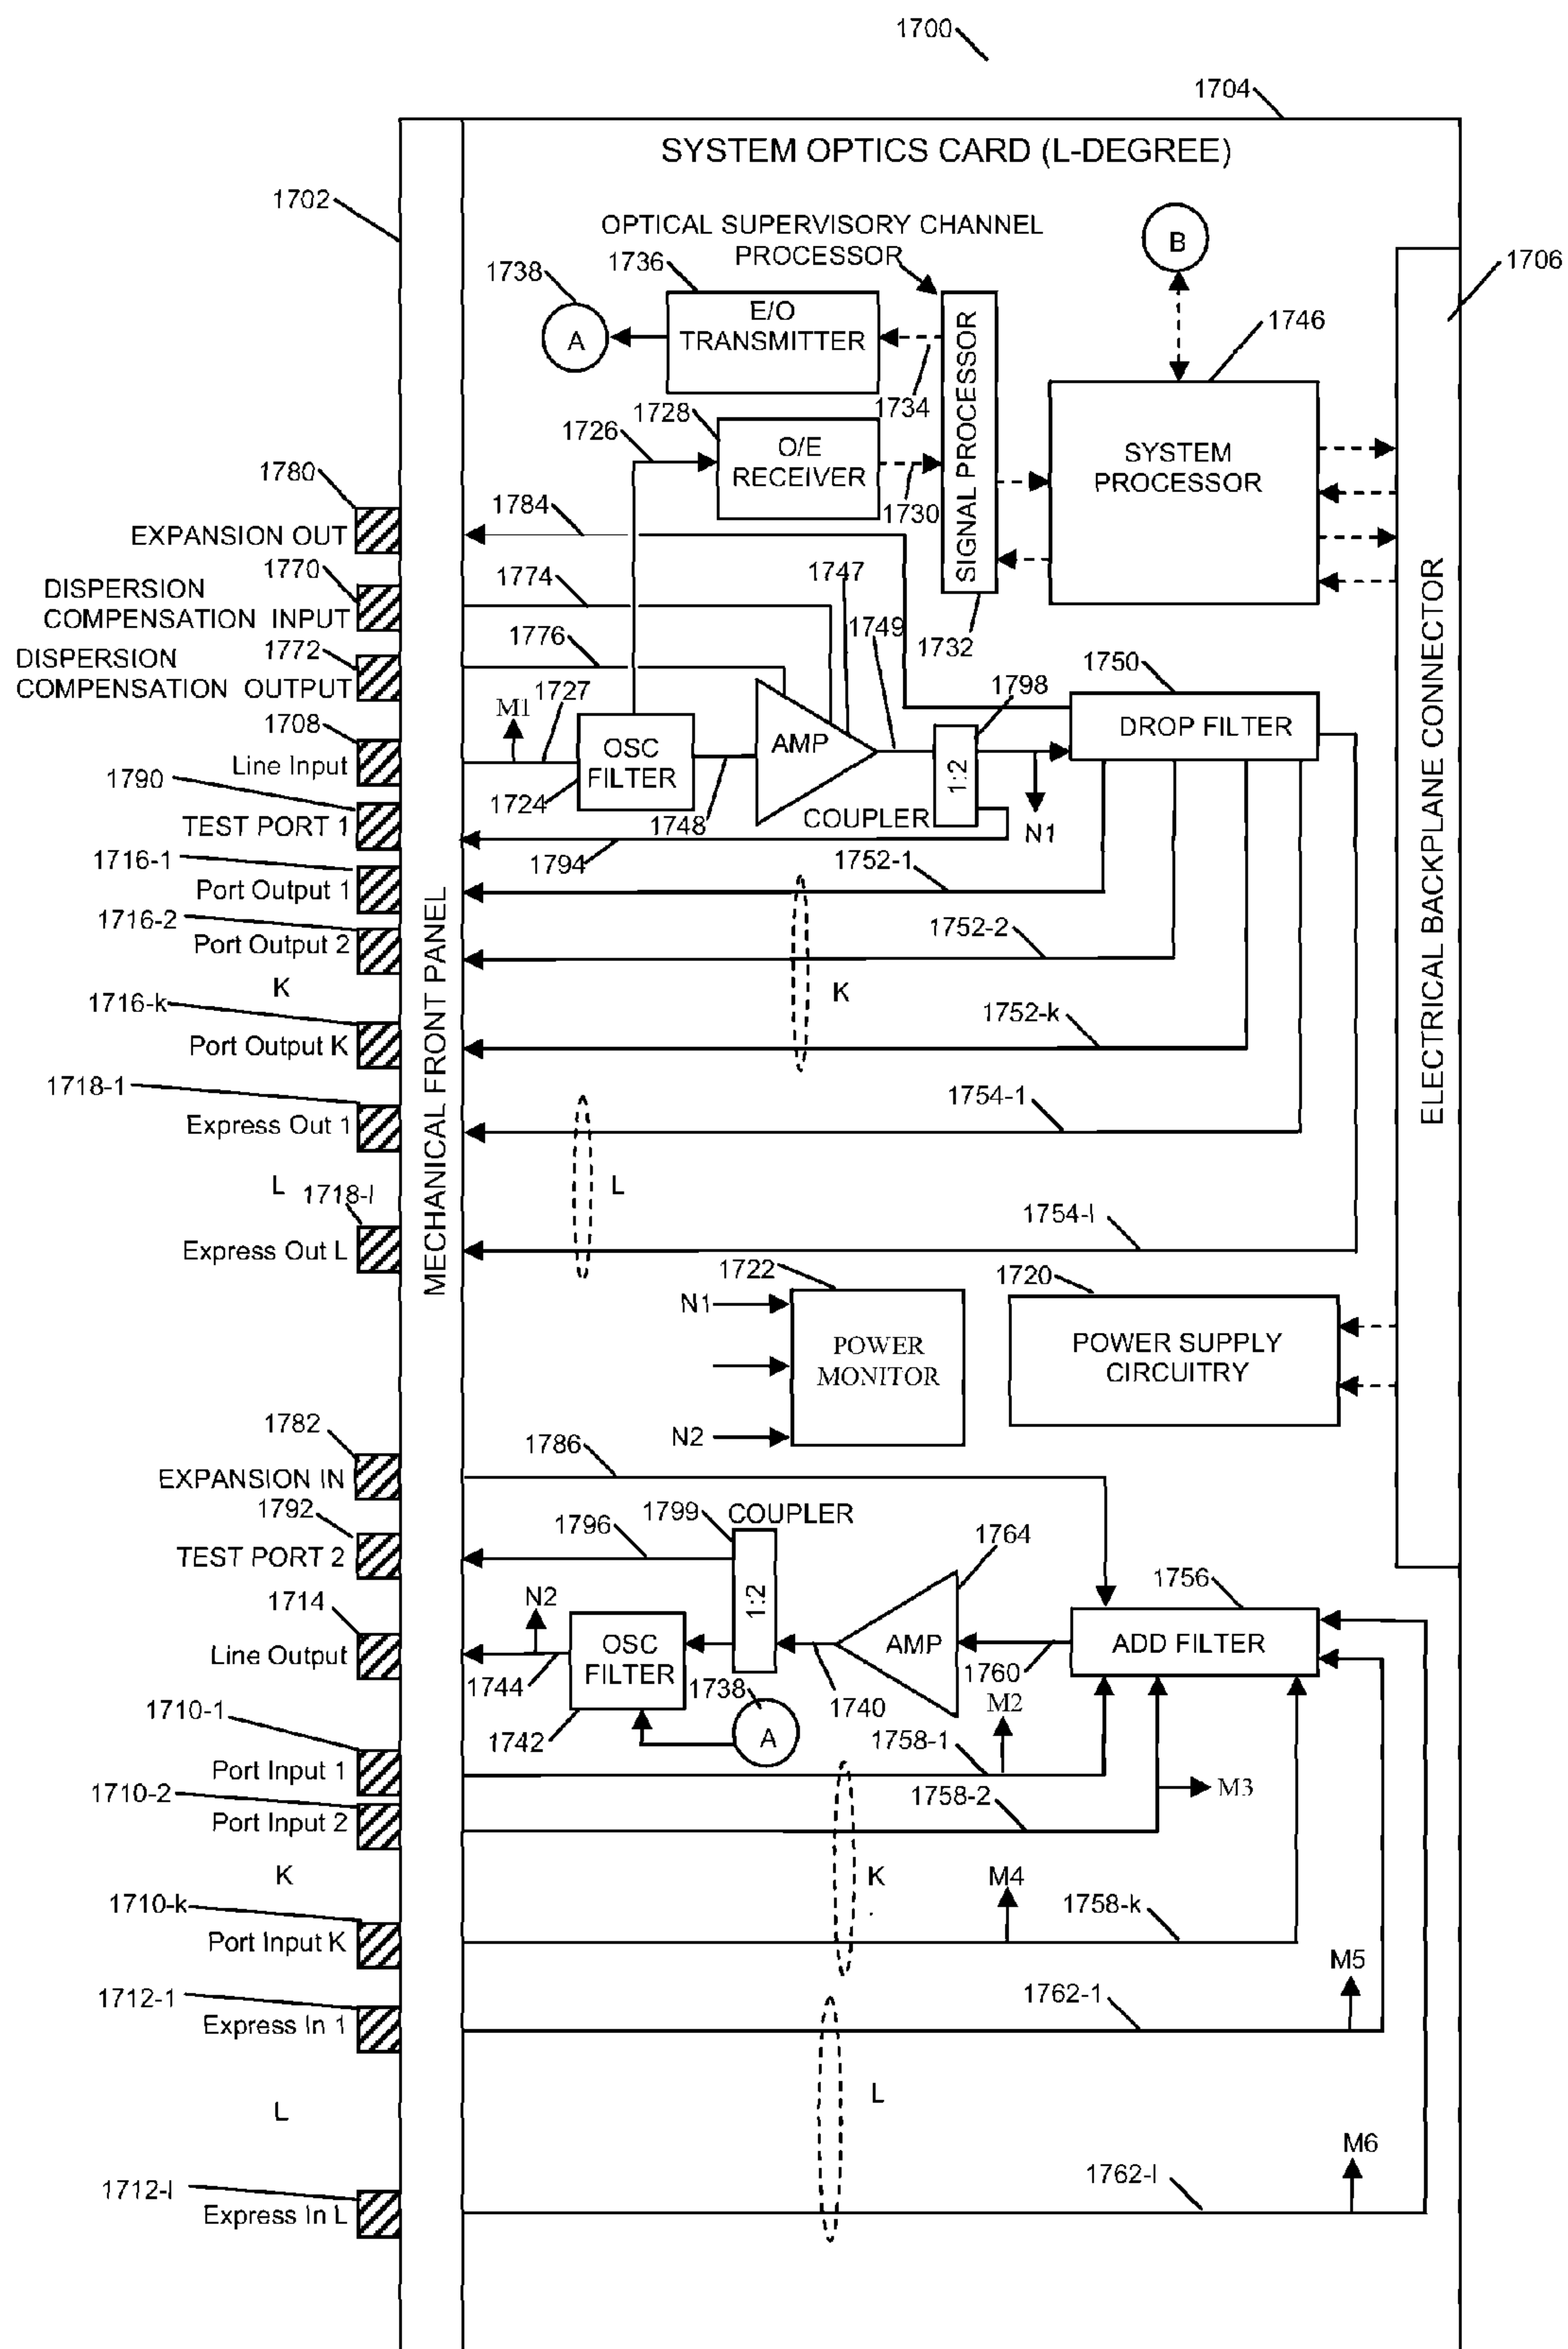 1700
1704
SYSTEM OPTICS CARD (L-DEGREE)
1702
OPTICAL SUPERVISORY CHANNEL
PROCESSOR
B
1706
1738
1736
E/O
TRANSMITTER
A
1734
SIGNAL PROCESSOR
1746
SYSTEM
PROCESSOR
1728
1726
O/E
RECEIVER
1730
1732
1780
EXPANSION OUT
1784
1770
DISPERSION
COMPENSATION INPUT
1774
1747
1772
DISPERSION
COMPENSATION OUTPUT
1776
1749
1750
DROP FILTER
1708
Line Input
M1
1727
OSC
FILTER
1724
1748
AMP
1798
1:2
COUPLER
N1
1790
TEST PORT 1
1794
1716-1
Port Output 1
1752-1
1716-2
Port Output 2
1752-2
K
K
1716-k
Port Output K
1752-k
1718-1
Express Out 1
1754-1
L
L
1718-l
Express Out L
1754-l
MECHANICAL FRONT PANEL
ELECTRICAL BACKPLANE CONNECTOR
1722
N1
POWER
MONITOR
N2
1720
POWER SUPPLY
CIRCUITRY
1782
EXPANSION IN
1786
1792
TEST PORT 2
1796
1799
COUPLER
1:2
1764
AMP
1756
ADD FILTER
1714
Line Output
N2
OSC
FILTER
1744
1742
1738
A
1740
1760
M2
1710-1
Port Input 1
1758-1
1710-2
Port Input 2
1758-2
M3
K
K
M4
1710-k
Port Input K
1758-k
M5
1712-1
Express In 1
1762-1
L
L
M6
1712-l
Express In L
1762-l